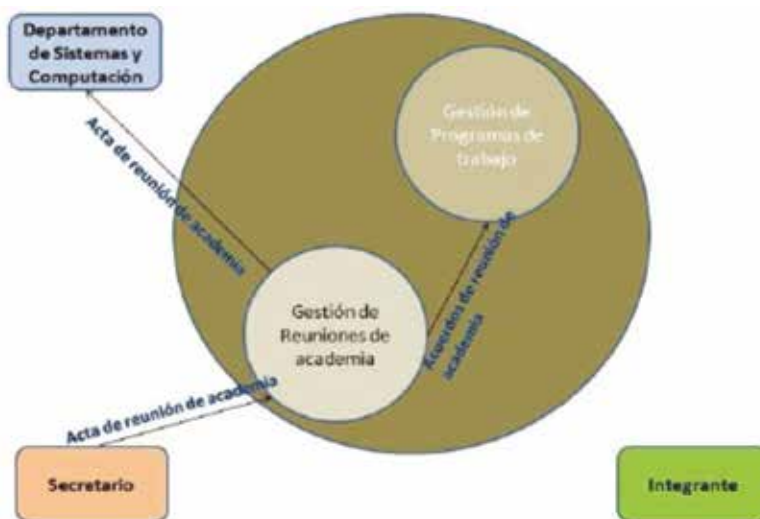 Departamento
de Sistemas y
Computación
Gestión de
Programas de
trabajo
Acta de reunión de academia
Gestión de
Reuniones de
academia
Acuerdos de reunión de
academia
Acta de reunión de academia
Secretario
Integrante